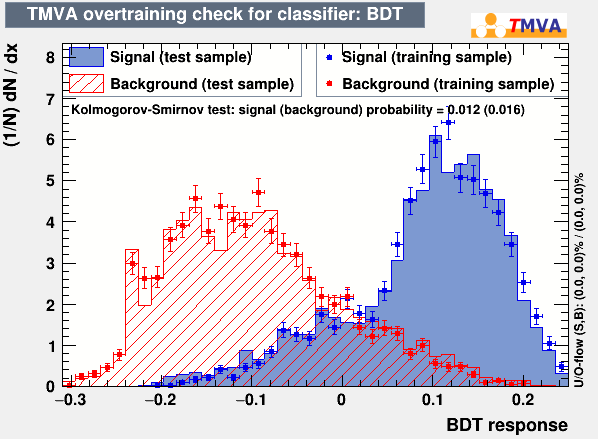 TMVA overtraining check for classifier: BDT
TMVA
(1/N) dN / dx
Signal (test sample)
Signal (training sample)
Background (test sample)
Background (training sample)
Kolmogorov-Smirnov test: signal (background) probability = 0.012 (0.016)
8
7
6
5
4
3
2
1
0
−0.3
−0.2
−0.1
0
0.1
0.2
BDT response
U/O-flow (S,B): (0.0, 0.0)% / (0.0, 0.0)%